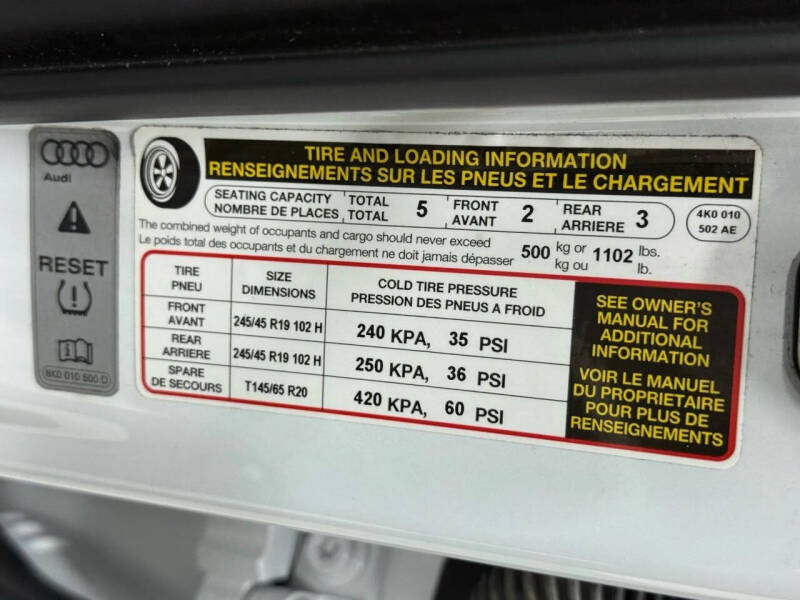 Audi
RESET
8K0 010 500 D
TIRE AND LOADING INFORMATION
RENSEIGNEMENTS SUR LES PNEUS ET LE CHARGEMENT
SEATING CAPACITY TOTAL 5 FRONT 2 REAR 3
NOMBRE DE PLACES TOTAL AVANT ARRIERE
4K0 010
502 AE
The combined weight of occupants and cargo should never exceed 500 kg or 1102 lbs.
Le poids total des occupants et du chargement ne doit jamais dépasser kg ou lb.
TIRE SIZE COLD TIRE PRESSURE
PNEU DIMENSIONS PRESSION DES PNEUS A FROID
FRONT
AVANT 245/45 R19 102 H 240 KPA, 35 PSI
REAR
ARRIERE 245/45 R19 102 H 250 KPA, 36 PSI
SPARE
DE SECOURS T145/65 R20 420 KPA, 60 PSI
SEE OWNER'S
MANUAL FOR
ADDITIONAL
INFORMATION
VOIR LE MANUEL
DU PROPRIETAIRE
POUR PLUS DE
RENSEIGNEMENTS